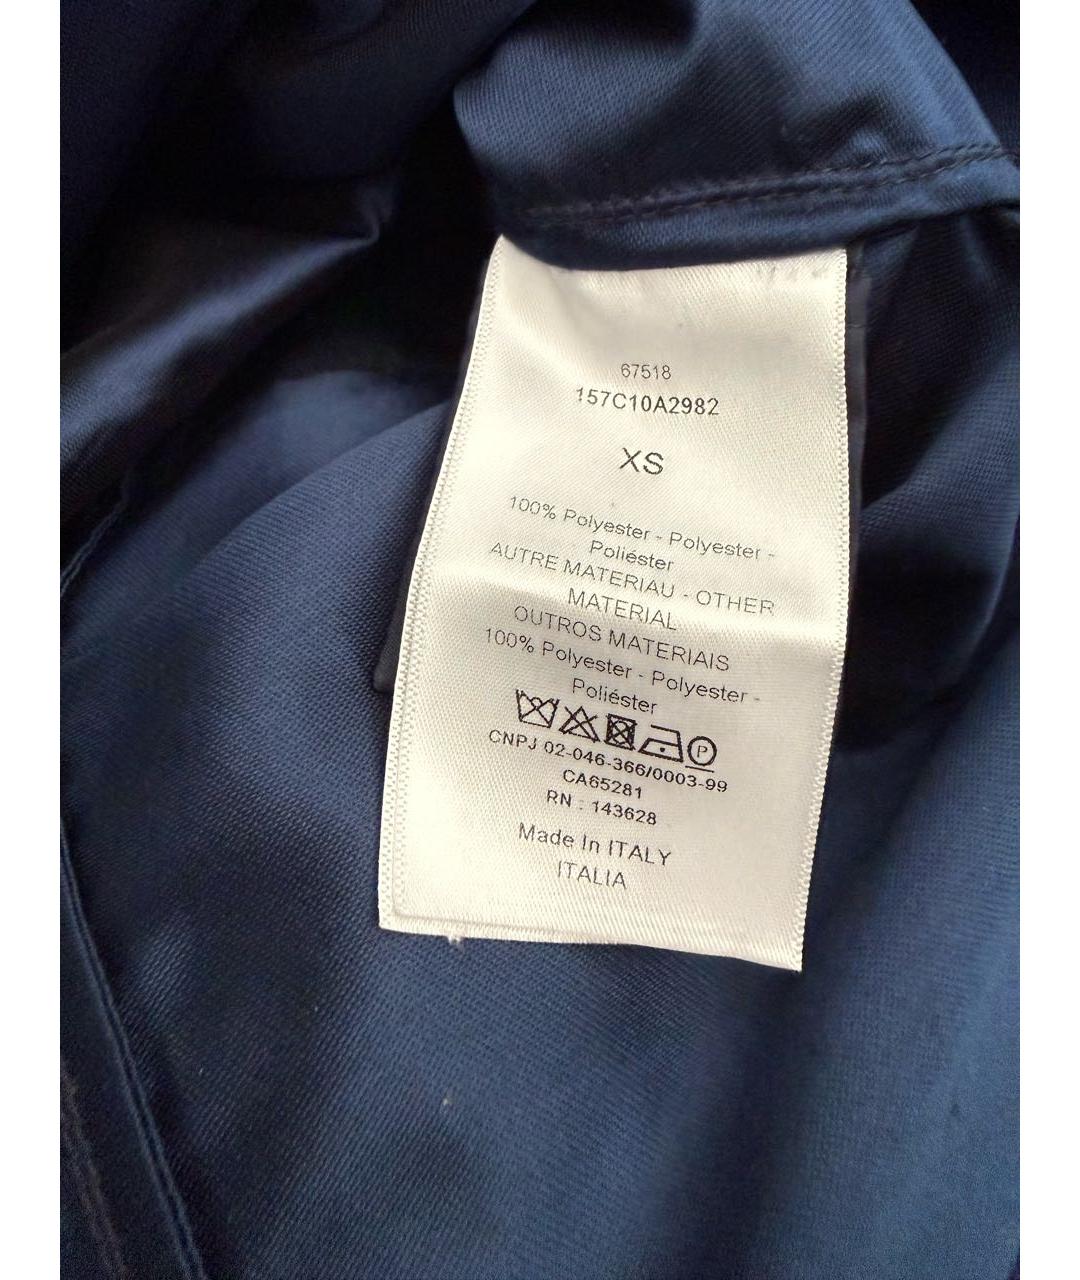 67518
157C10A2982
XS
100% Polyester - Polyester -
Poliéster
AUTRE MATERIAU - OTHER
MATERIAL
OUTROS MATERIAIS
100% Polyester - Polyester -
Poliéster
P
CNPJ 02-046-366/0003-99
CA65281
RN : 143628
Made In ITALY
ITALIA